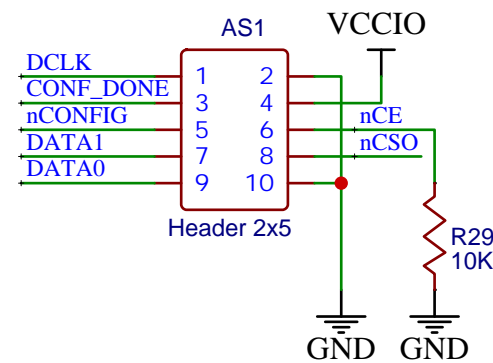 AS1
VCCIO
DCLK
1
2
CONF_DONE
3
4
nCONFIG
5
6
nCE
DATA1
7
8
nCSO
DATA0
9
10
Header 2x5
R29
10K
GND
GND